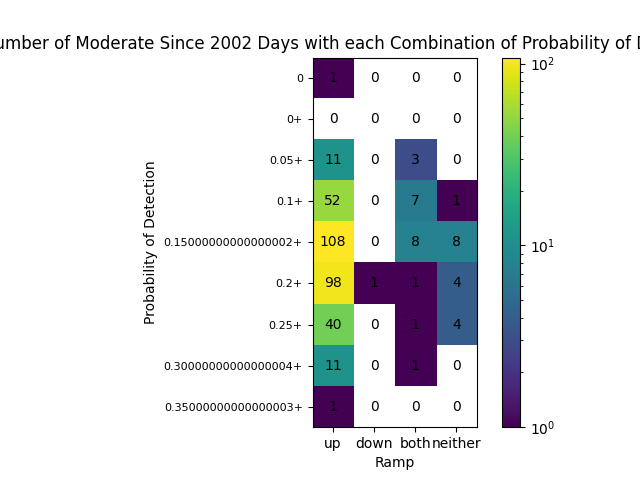 of Moderate Since 2002 Days with each Combination of Probability of
0 1 0 0 0
0+ 0 0 0 0
0.05+ 11 0 3 0
0.1+ 52 0 7 1
0.15000000000000002+ 108 0 8 8
0.2+ 98 1 1 4
0.25+ 40 0 1 4
0.30000000000000004+ 11 0 1 0
0.35000000000000003+ 1 0 0 0
up down both neither
Ramp
Probability of Detection
10²
10¹
10⁰